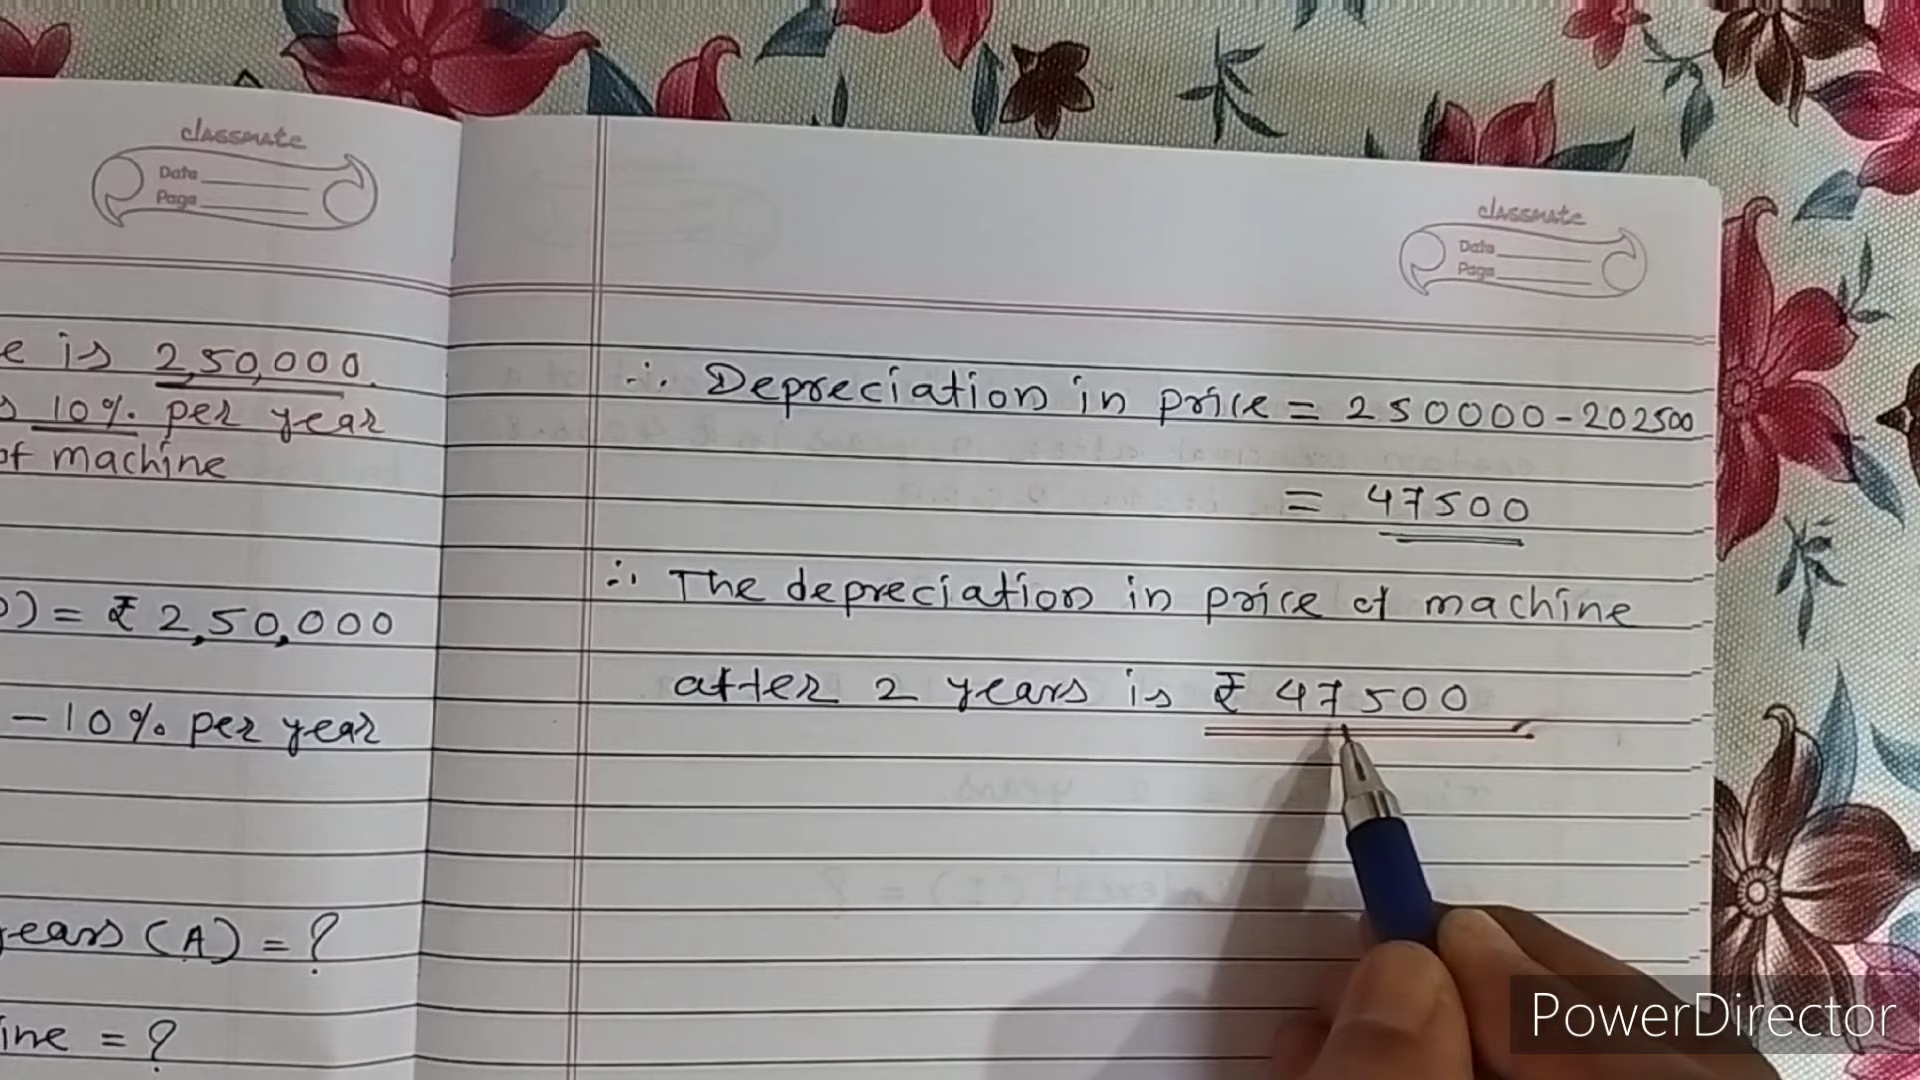 classmate
Date
Page
e is 2,50,000
s 10% per year
of machine
) = ₹ 2,50,000
- 10% per year
years (A) = ?
ine = ?
classmate
Date
Page
∴ Depreciation in price = 250000 - 202500
= 47500
∴ The depreciation in price of machine
after 2 years is ₹ 47500
PowerDirector